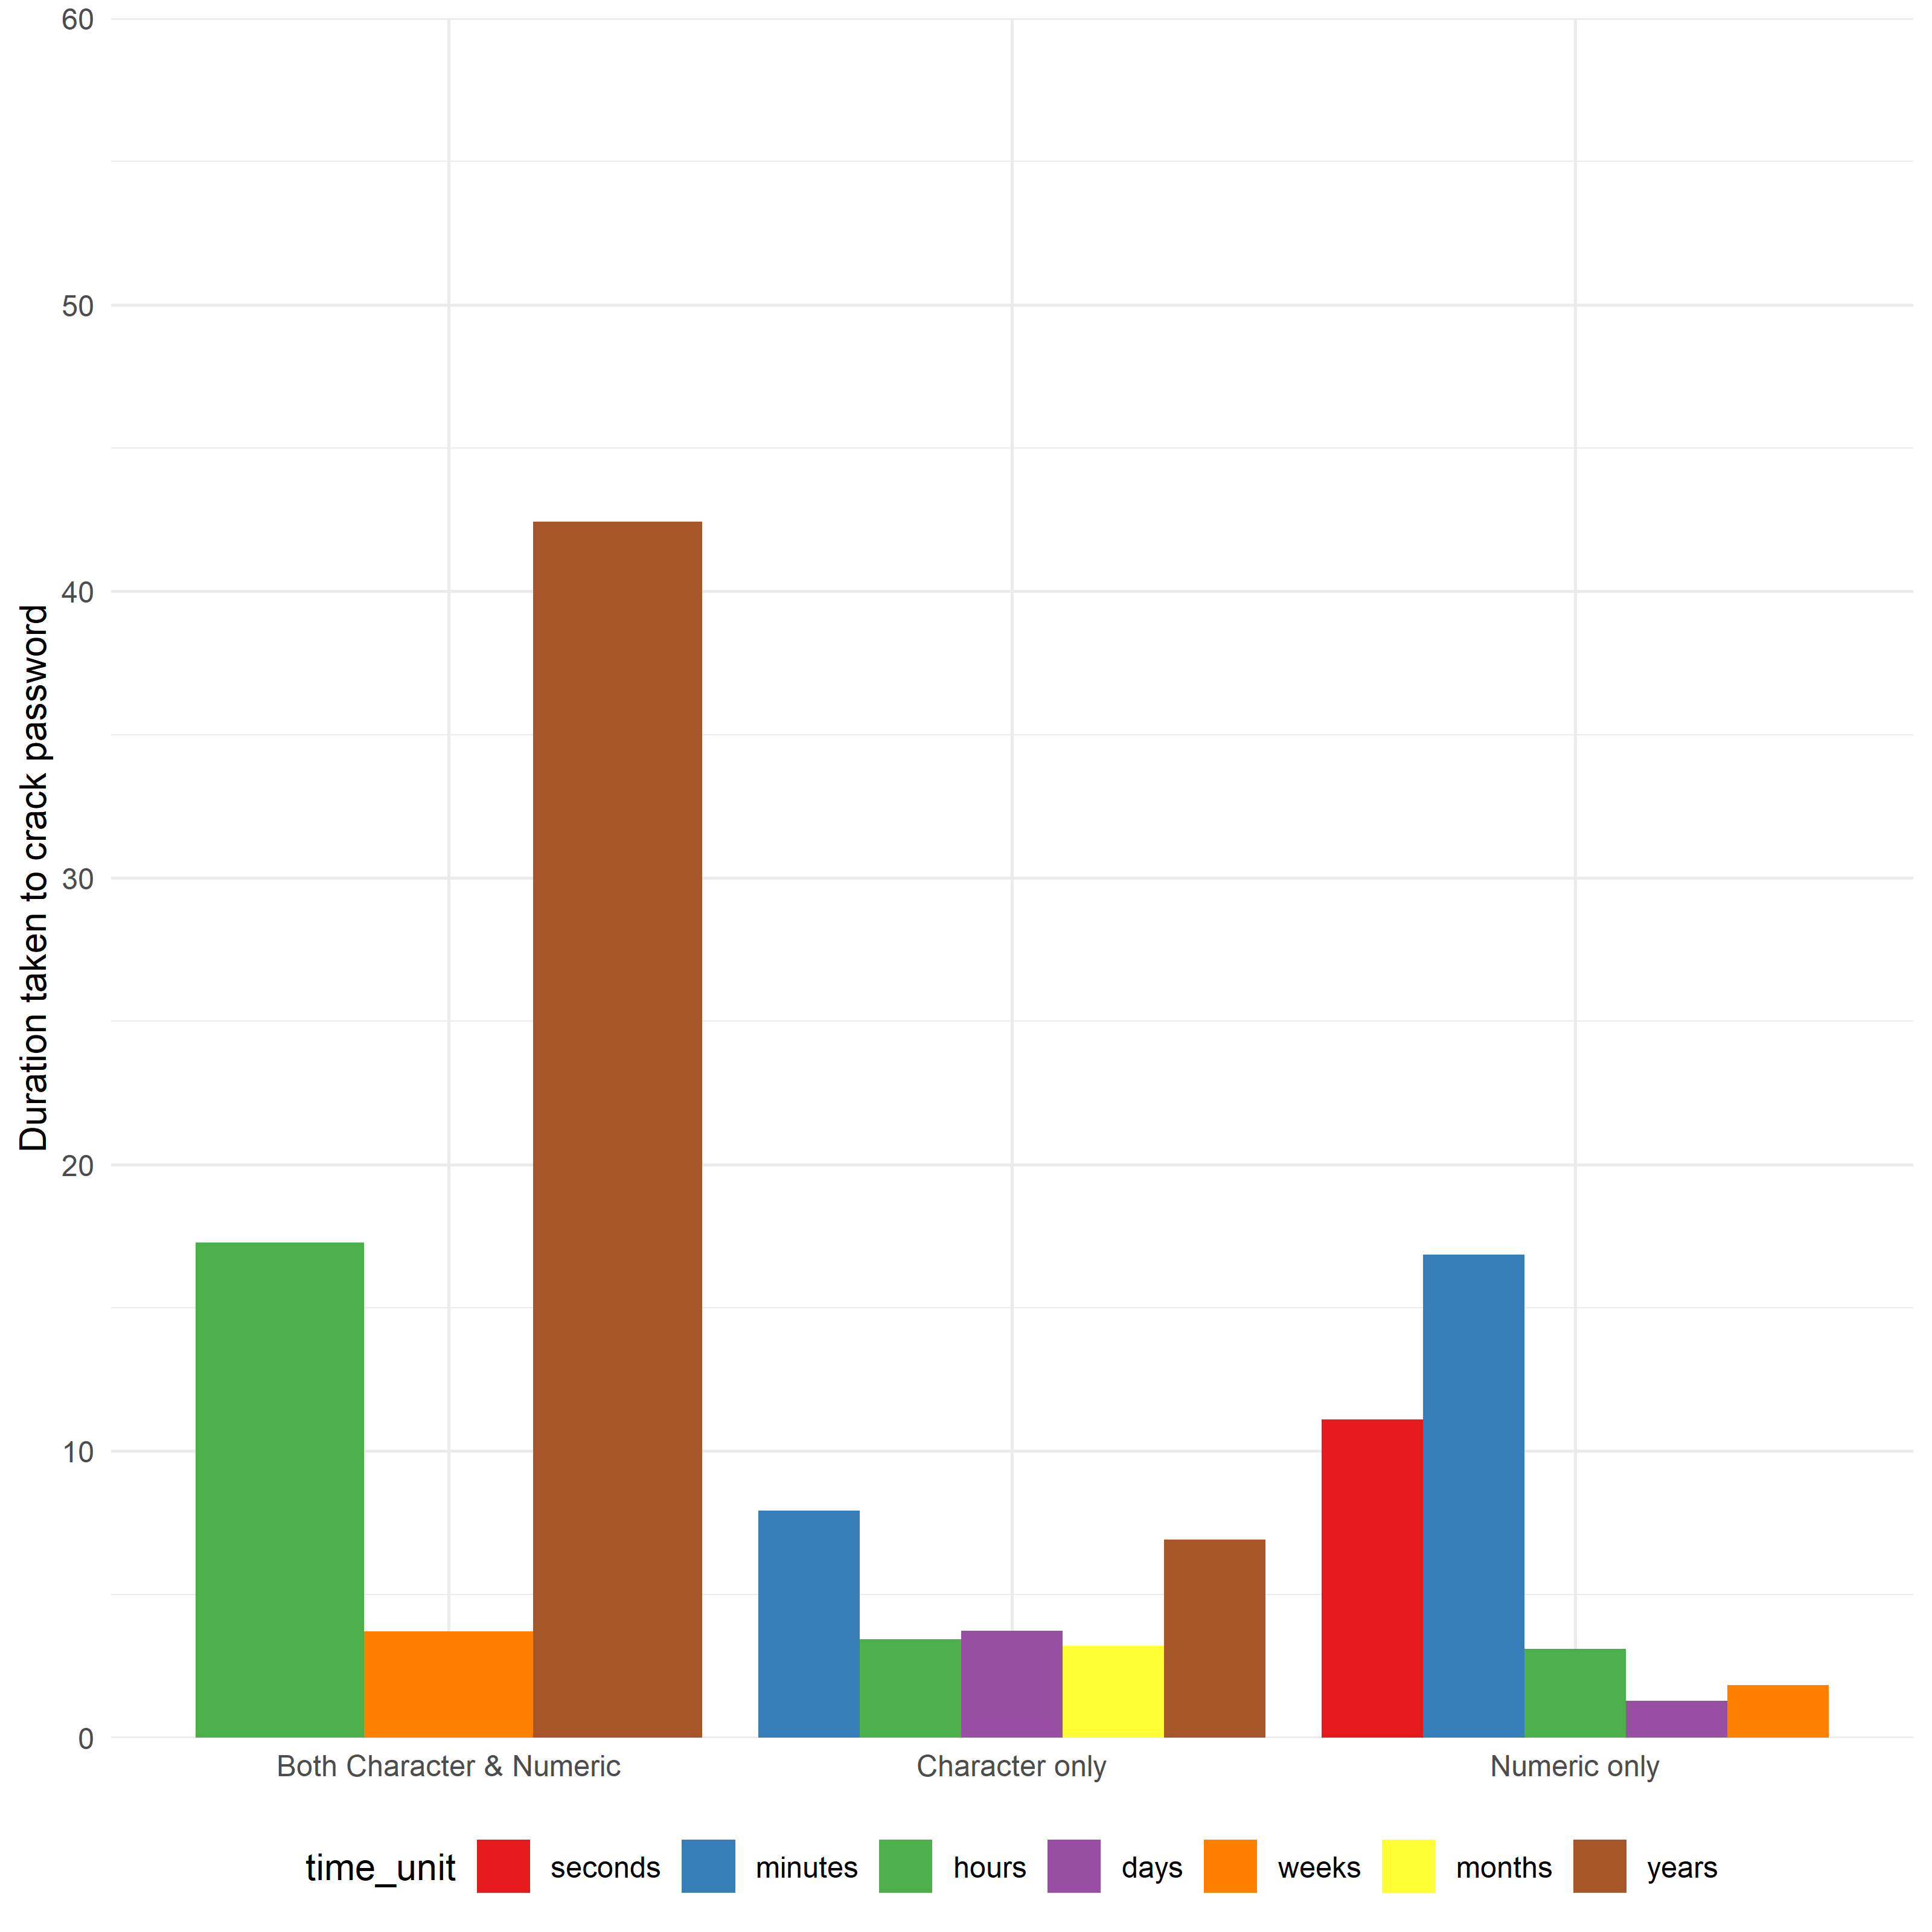 Duration taken to crack password
60
50
40
30
20
10
0
Both Character & Numeric
Character only
Numeric only
time_unit
seconds
minutes
hours
days
weeks
months
years